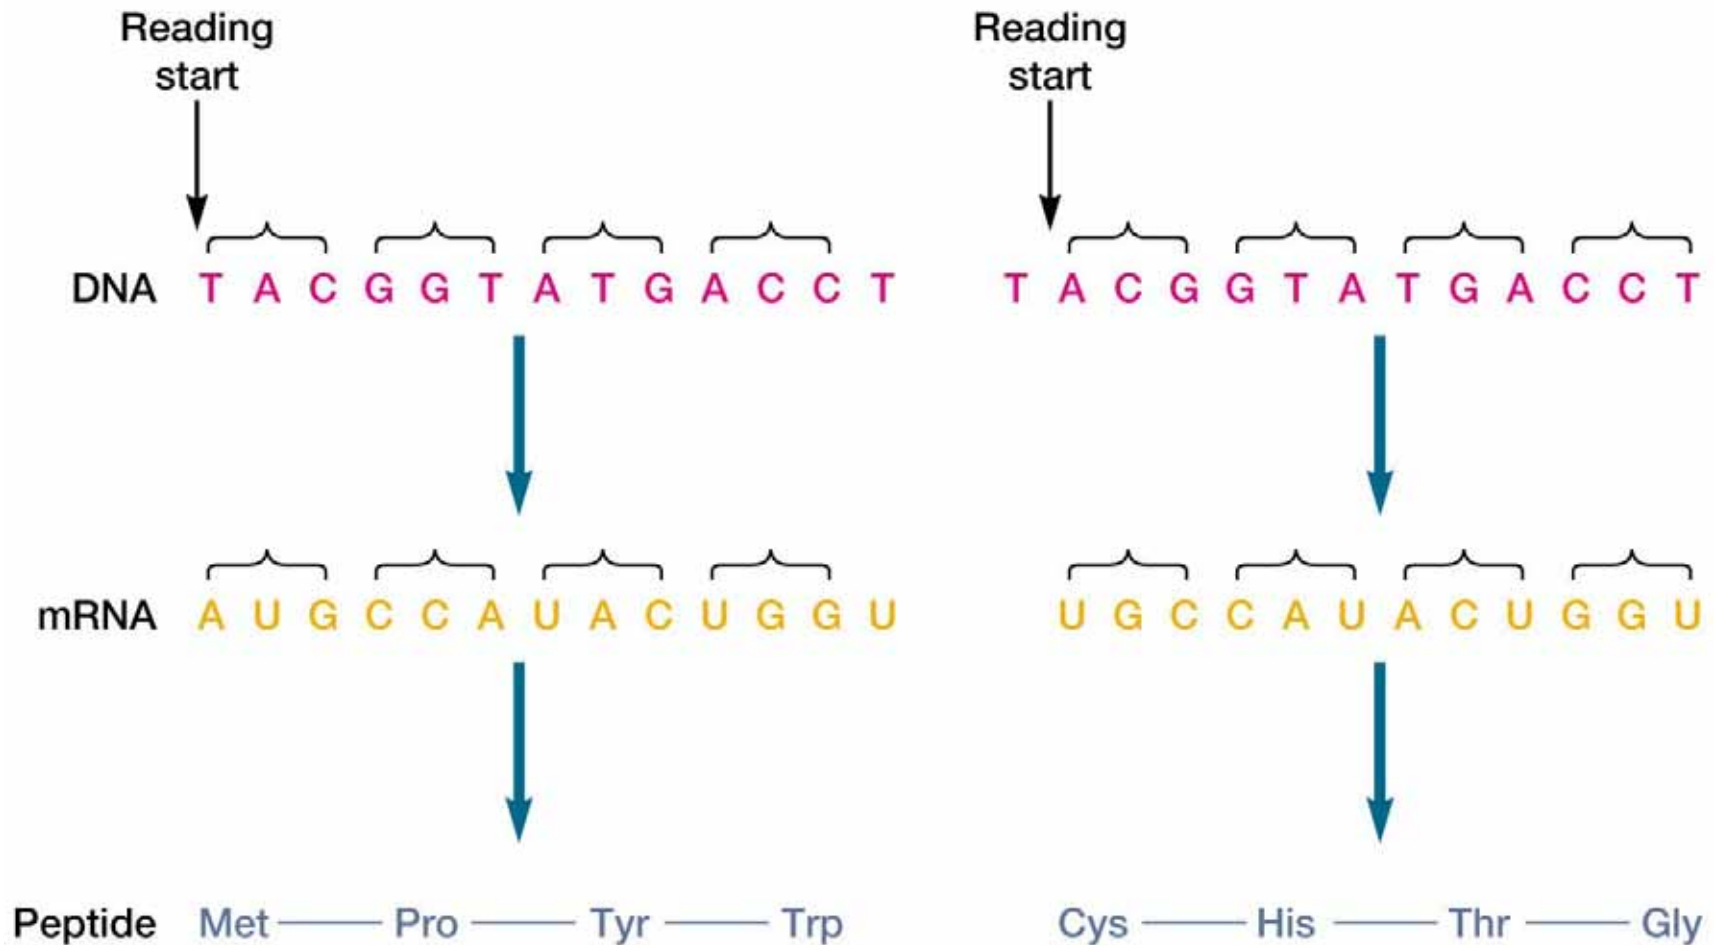 Reading start
Reading start
DNA T A C G G T A T G A C C T T A C G G T A T G A C C T
mRNA A U G C C A U A C U G G U U G C C A U A C U G G U
Peptide Met Pro Tyr Trp Cys His Thr Gly